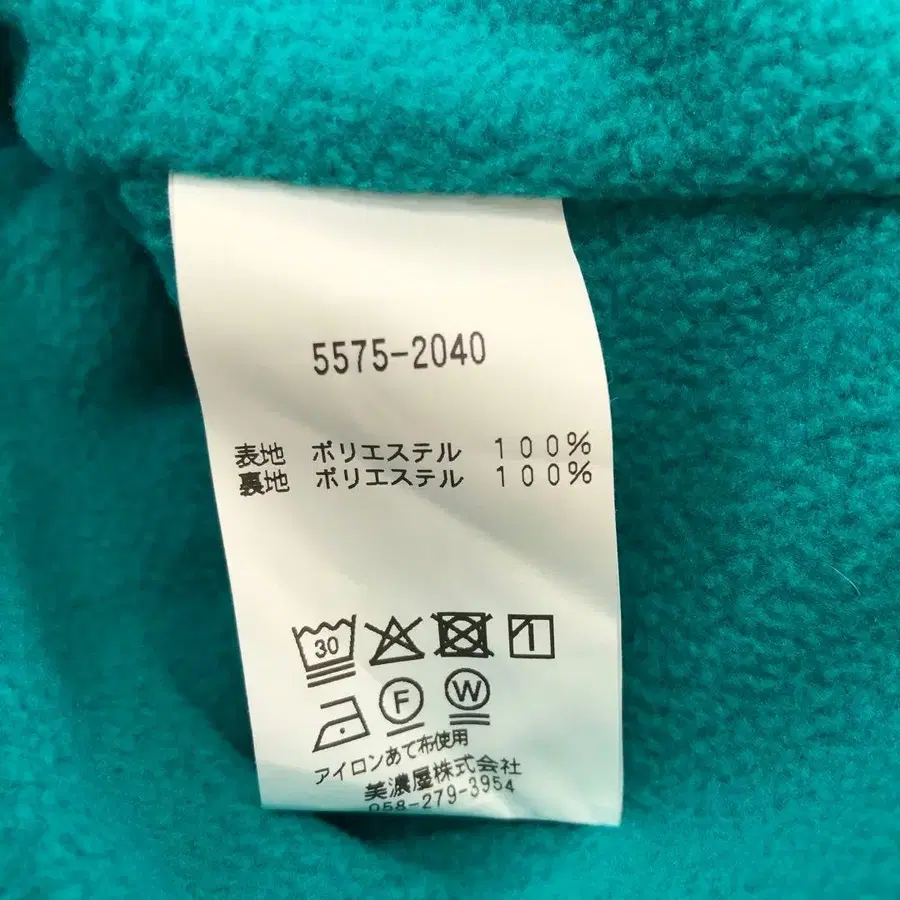 5575-2040
表地 ポリエステル 100%
裏地 ポリエステル 100%
30 1
F W
アイロンあて布使用
美濃屋株式会社
058-279-3954